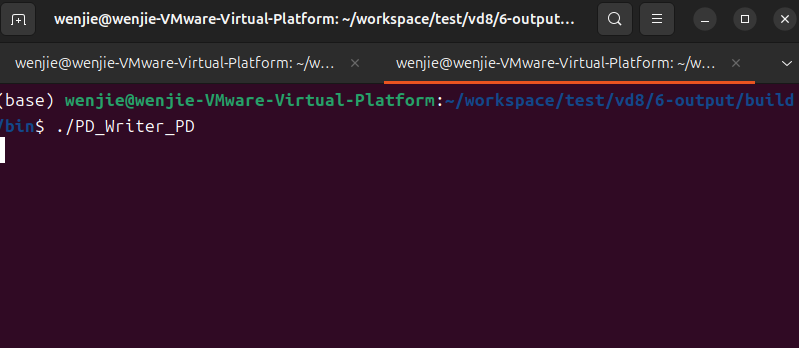 wenjie@wenjie-VMware-Virtual-Platform: ~/workspace/test/vd8/6-output...
wenjie@wenjie-VMware-Virtual-Platform: ~/w... × wenjie@wenjie-VMware-Virtual-Platform: ~/w... ×
(base) wenjie@wenjie-VMware-Virtual-Platform:~/workspace/test/vd8/6-output/build
/bin$ ./PD_Writer_PD